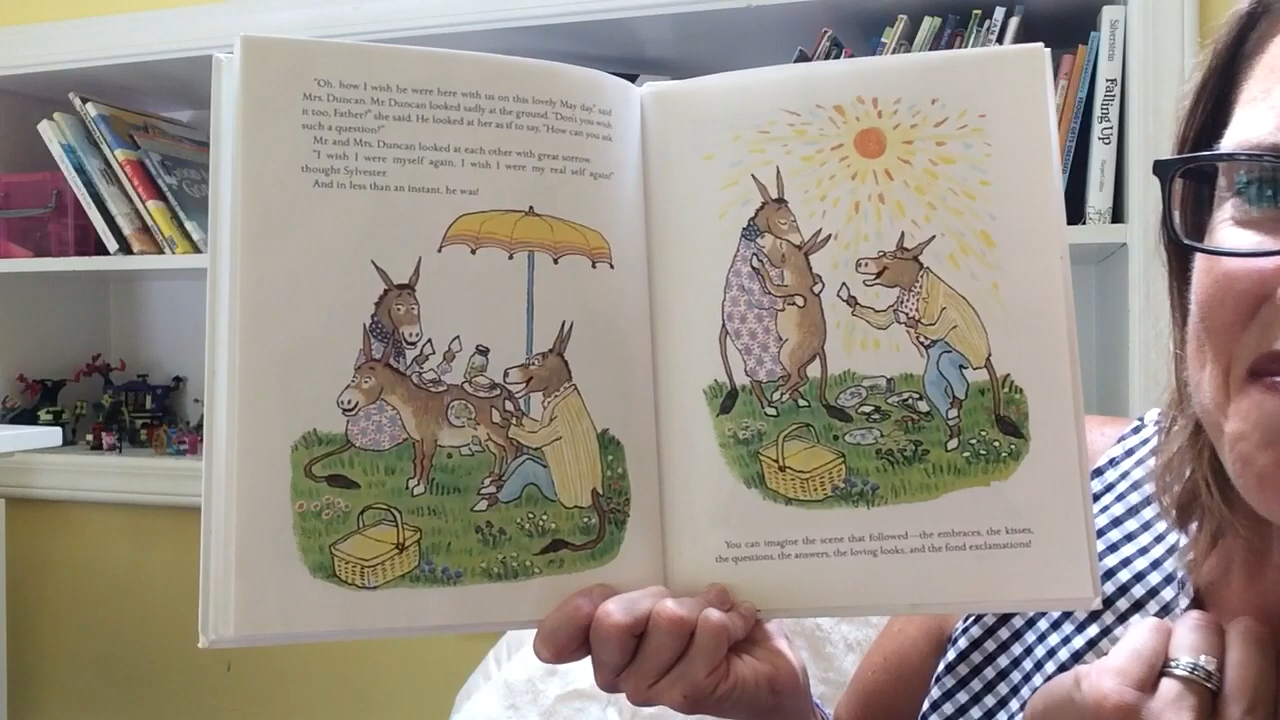 "Oh, how I wish he were here with us on this lovely May day," said
Mrs. Duncan. Mr. Duncan looked sadly at the ground. "Don't you wish
it too, Father?" she said. He looked at her as if to say, "How can you ask
such a question?"
Mr. and Mrs. Duncan looked at each other with great sorrow.
"I wish I were myself again, I wish I were my real self again!"
thought Sylvester.
And in less than an instant, he was!
You can imagine the scene that followed—the embraces, the kisses,
the questions, the answers, the loving looks, and the fond exclamations!
Silverstein
Falling Up